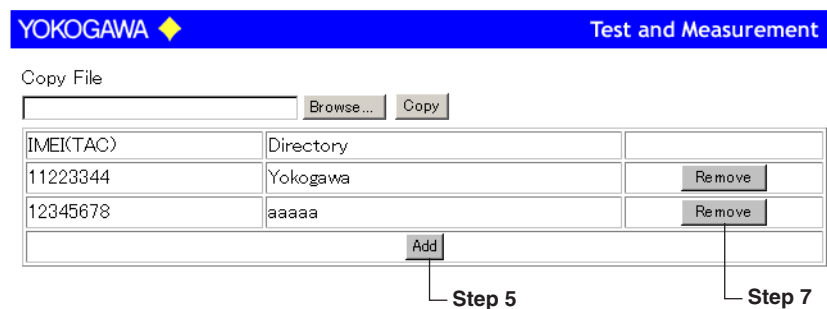 YOKOGAWA Test and Measurement
Copy File
Browse... Copy
IMEI(TAC) Directory
11223344 Yokogawa Remove
12345678 aaaaa Remove
Add
Step 5 Step 7